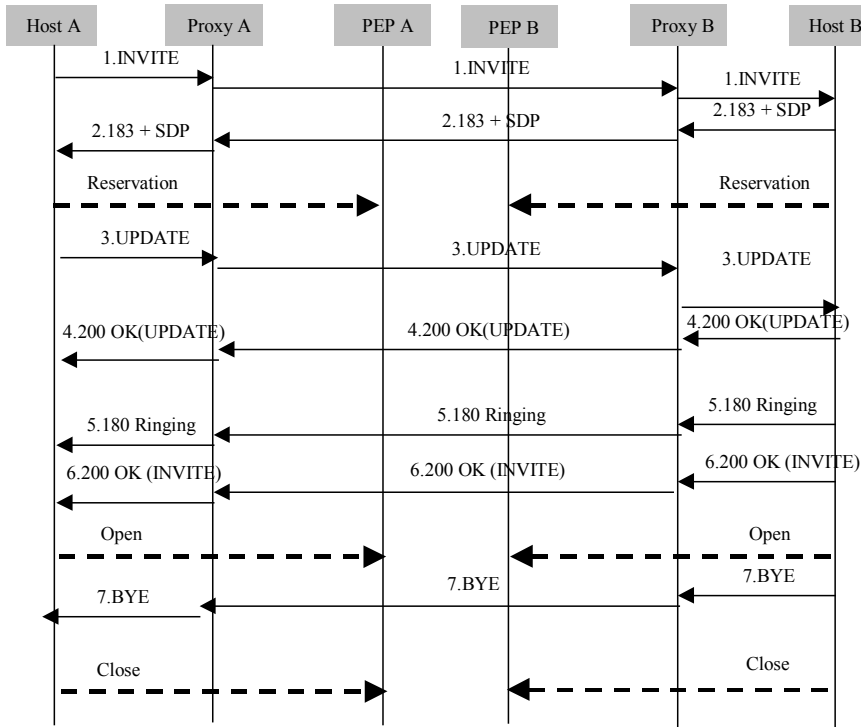 Host A
Proxy A
PEP A
PEP B
Proxy B
Host B
1.INVITE
1.INVITE
1.INVITE
2.183 + SDP
2.183 + SDP
2.183 + SDP
Reservation
Reservation
3.UPDATE
3.UPDATE
3.UPDATE
4.200 OK(UPDATE)
4.200 OK(UPDATE)
4.200 OK(UPDATE)
5.180 Ringing
5.180 Ringing
5.180 Ringing
6.200 OK (INVITE)
6.200 OK (INVITE)
6.200 OK (INVITE)
Open
Open
7.BYE
7.BYE
7.BYE
Close
Close